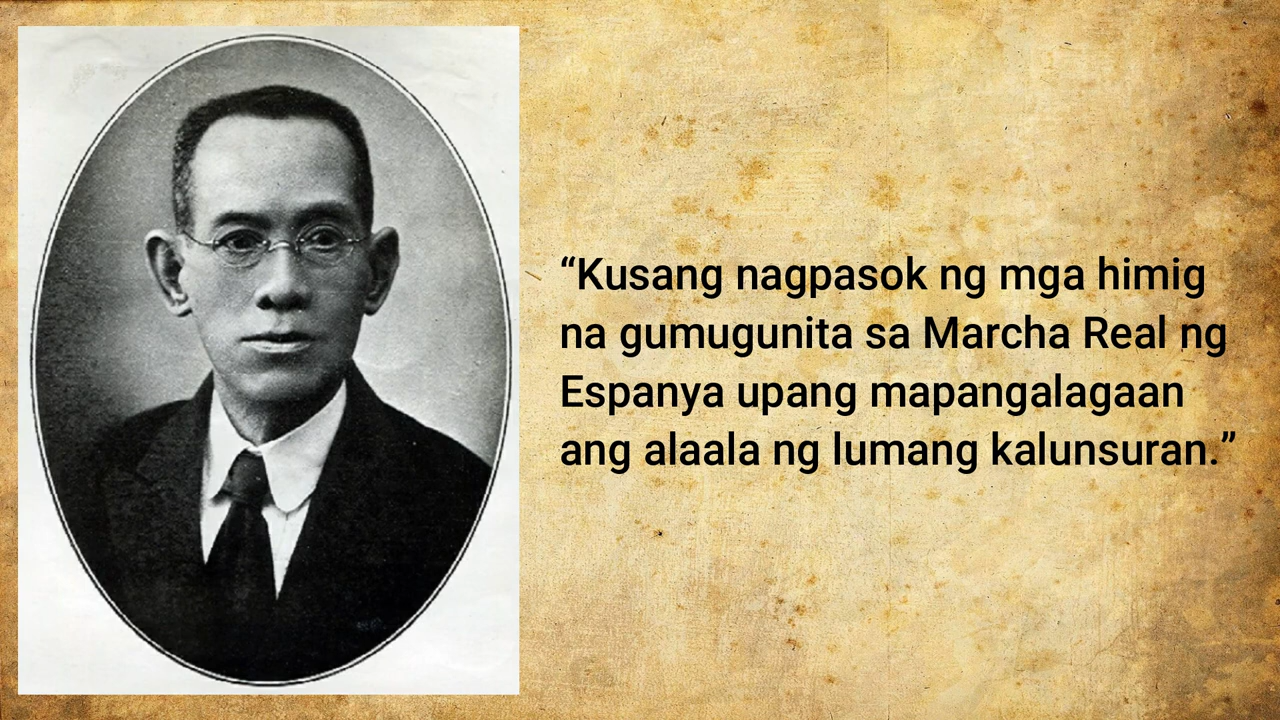 “Kusang nagpasok ng mga himig
na gumugunita sa Marcha Real ng
Espanya upang mapangalagaan
ang alaala ng lumang kalunsuran.”